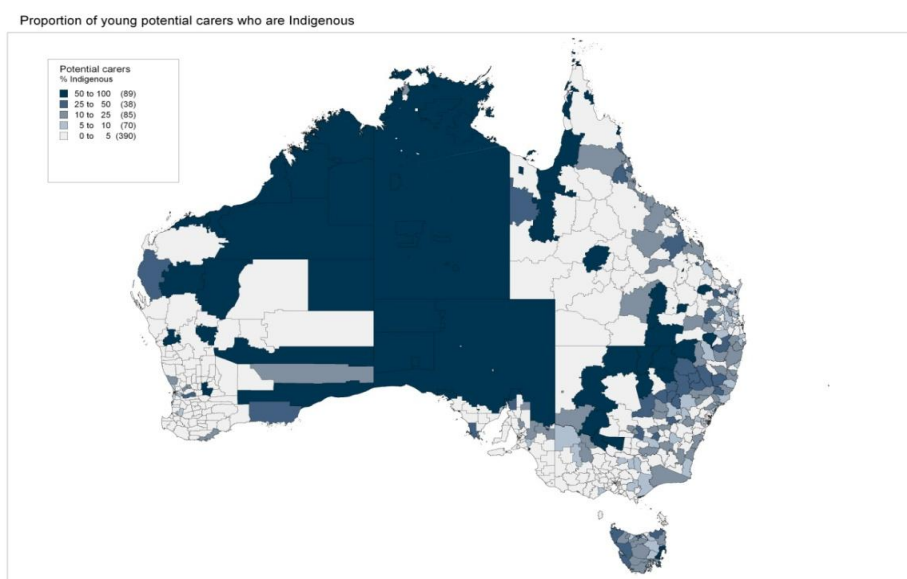 Proportion of young potential carers who are Indigenous
Potential carers
% Indigenous
50 to 100 (89)
25 to 50 (38)
10 to 25 (85)
5 to 10 (70)
0 to 5 (390)